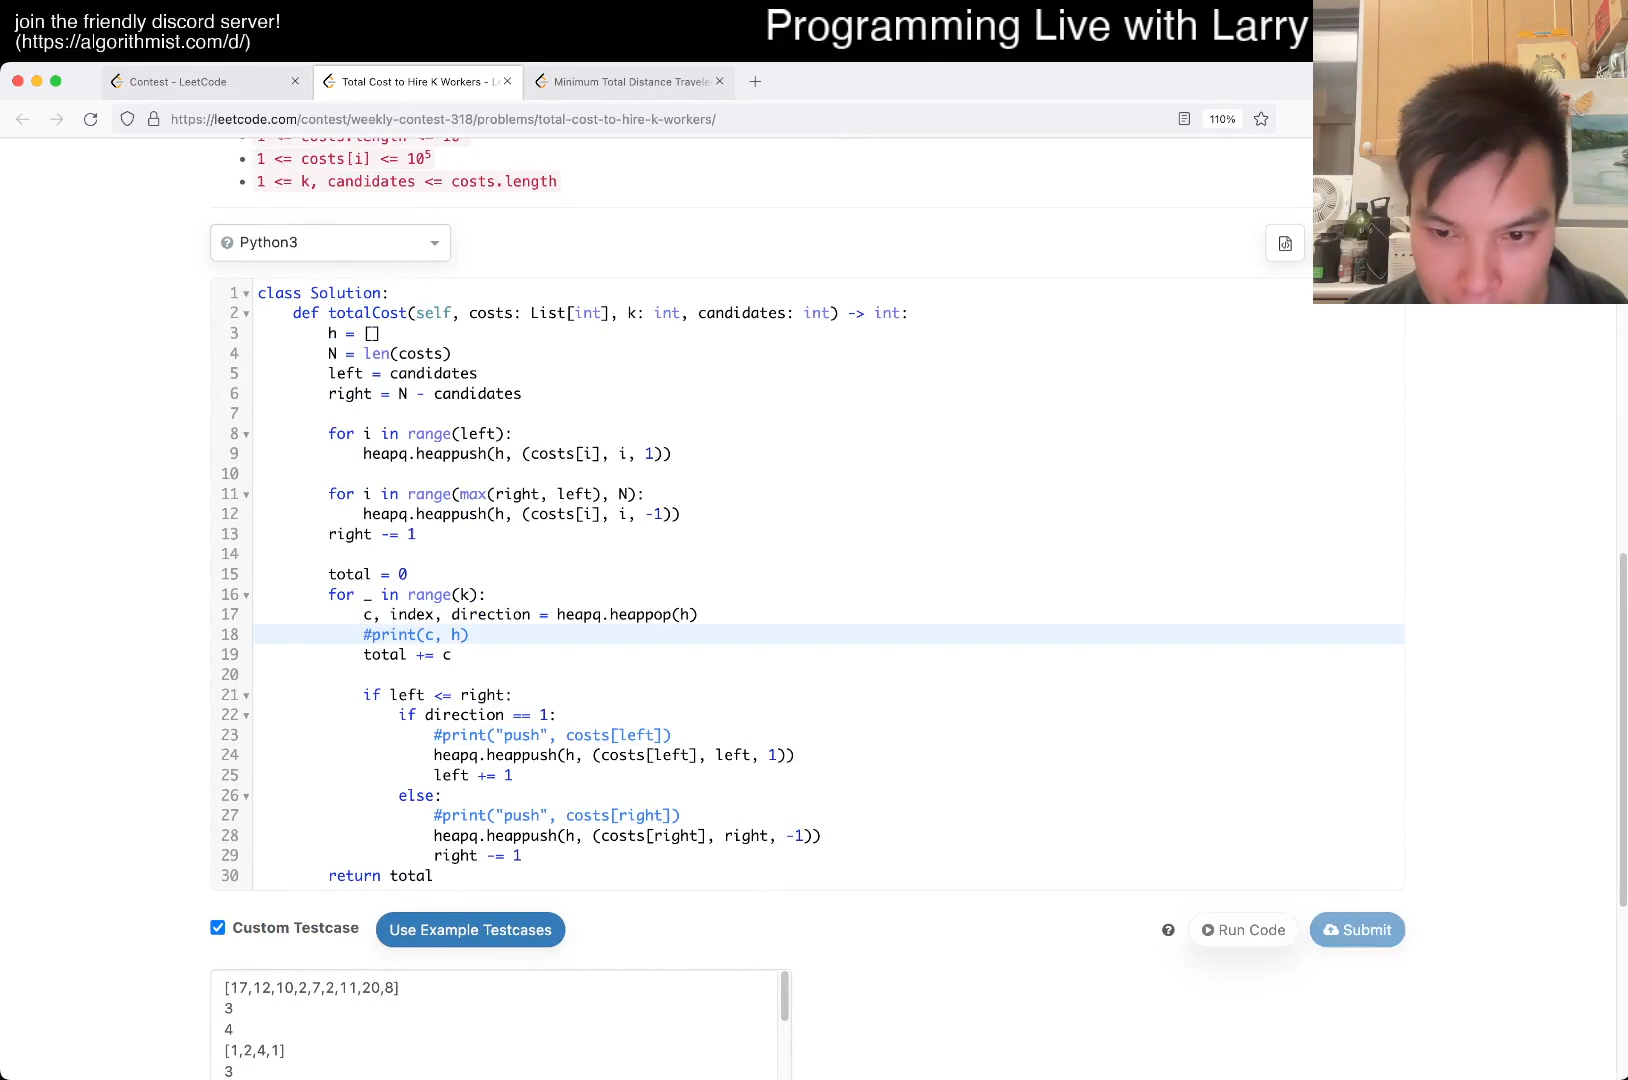 join the friendly discord server!
(https://algorithmist.com/d/)
Programming Live with Larry
Contest - LeetCode
Total Cost to Hire K Workers - Le
Minimum Total Distance Travele
https://leetcode.com/contest/weekly-contest-318/problems/total-cost-to-hire-k-workers/
110%
1 <= costs.length <= 10
1 <= costs[i] <= 10⁵
1 <= k, candidates <= costs.length
Python3
1 class Solution:
2 def totalCost(self, costs: List[int], k: int, candidates: int) -> int:
3 h = []
4 N = len(costs)
5 left = candidates
6 right = N - candidates
7
8 for i in range(left):
9 heapq.heappush(h, (costs[i], i, 1))
10
11 for i in range(max(right, left), N):
12 heapq.heappush(h, (costs[i], i, -1))
13 right -= 1
14
15 total = 0
16 for _ in range(k):
17 c, index, direction = heapq.heappop(h)
18 #print(c, h)
19 total += c
20
21 if left <= right:
22 if direction == 1:
23 #print("push", costs[left])
24 heapq.heappush(h, (costs[left], left, 1))
25 left += 1
26 else:
27 #print("push", costs[right])
28 heapq.heappush(h, (costs[right], right, -1))
29 right -= 1
30 return total
Custom Testcase
Use Example Testcases
Run Code
Submit
[17,12,10,2,7,2,11,20,8]
3
4
[1,2,4,1]
3